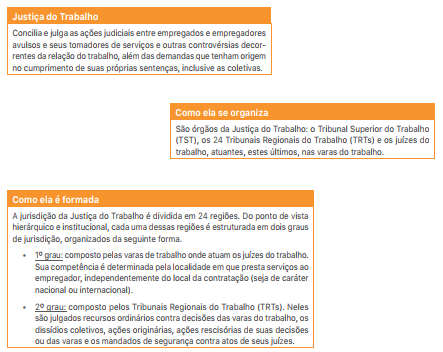 Justiça do Trabalho
Concilia e julga as ações judiciais entre empregados e empregadores
avulsos e seus tomadores de serviços e outras controvérsias decor-
rentes da relação do trabalho, além das demandas que tenham origem
no cumprimento de suas próprias sentenças, inclusive as coletivas.
Como ela se organiza
São órgãos da Justiça do Trabalho: o Tribunal Superior do Trabalho
(TST), os 24 Tribunais Regionais do Trabalho (TRTs) e os juízes do
trabalho, atuantes, estes últimos, nas varas do trabalho.
Como ela é formada
A jurisdição da Justiça do Trabalho é dividida em 24 regiões. Do ponto de vista
hierárquico e institucional, cada uma dessas regiões é estruturada em dois graus
de jurisdição, organizados da seguinte forma.
• 1º grau: composto pelas varas de trabalho onde atuam os juízes do trabalho.
Sua competência é determinada pela localidade em que presta serviços ao
empregador, independentemente do local da contratação (seja de caráter
nacional ou internacional).
• 2º grau: composto pelos Tribunais Regionais do Trabalho (TRTs). Neles
são julgados recursos ordinários contra decisões das varas do trabalho, os
dissídios coletivos, ações originárias, ações rescisórias de suas decisões
ou das varas e os mandados de segurança contra atos de seus juízes.